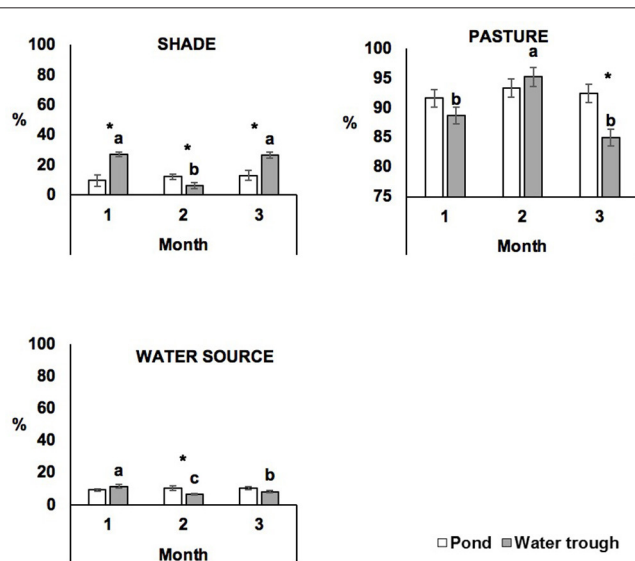 SHADE
100
80
60
40
20
0
%
* a
* b
* a
1 2 3
Month
PASTURE
100
95
90
85
80
75
%
b
a
*
b
1 2 3
Month
WATER SOURCE
100
80
60
40
20
0
%
a
*
c
b
1 2 3
Month
Pond Water trough